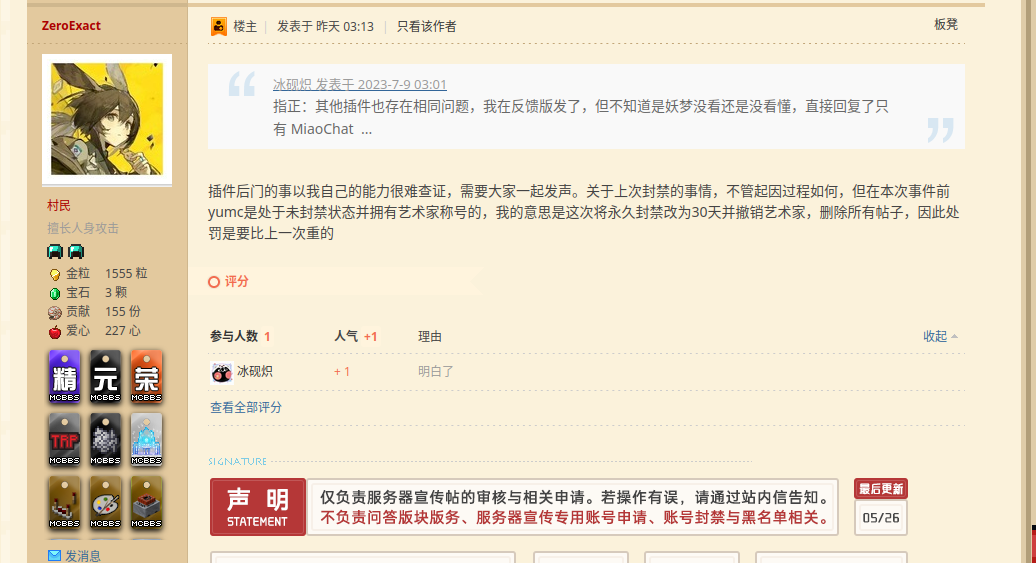 ZeroExact
楼主 发表于 昨天 03:13 只看该作者
板凳
冰砚炽 发表于 2023-7-9 03:01
指正：其他插件也存在相同问题，我在反馈版发了，但不知道是妖梦没看还是没看懂，直接回复了只
有 MiaoChat ...
插件后门的事以我自己的能力很难查证，需要大家一起发声。关于上次封禁的事情，不管起因过程如何，但在本次事件前
yumc是处于未封禁状态并拥有艺术家称号的，我的意思是这次将永久封禁改为30天并撤销艺术家，删除所有帖子，因此处
罚是要比上一次重的
村民
擅长人身攻击
金粒 1555 粒
宝石 3 颗
贡献 155 份
爱心 227 心
精 元 荣
MCBBS MCBBS MCBBS
TAP
MCBBS MCBBS MCBBS
MCBBS MCBBS MCBBS
发消息
评分
参与人数 1 人气 +1 理由 收起
冰砚炽 + 1 明白了
查看全部评分
SIGNATURE
声 明
STATEMENT
仅负责服务器宣传帖的审核与相关申请。若操作有误，请通过站内信告知。
不负责问答版块版务、服务器宣传专用账号申请、账号封禁与黑名单相关。
最后更新
05/26